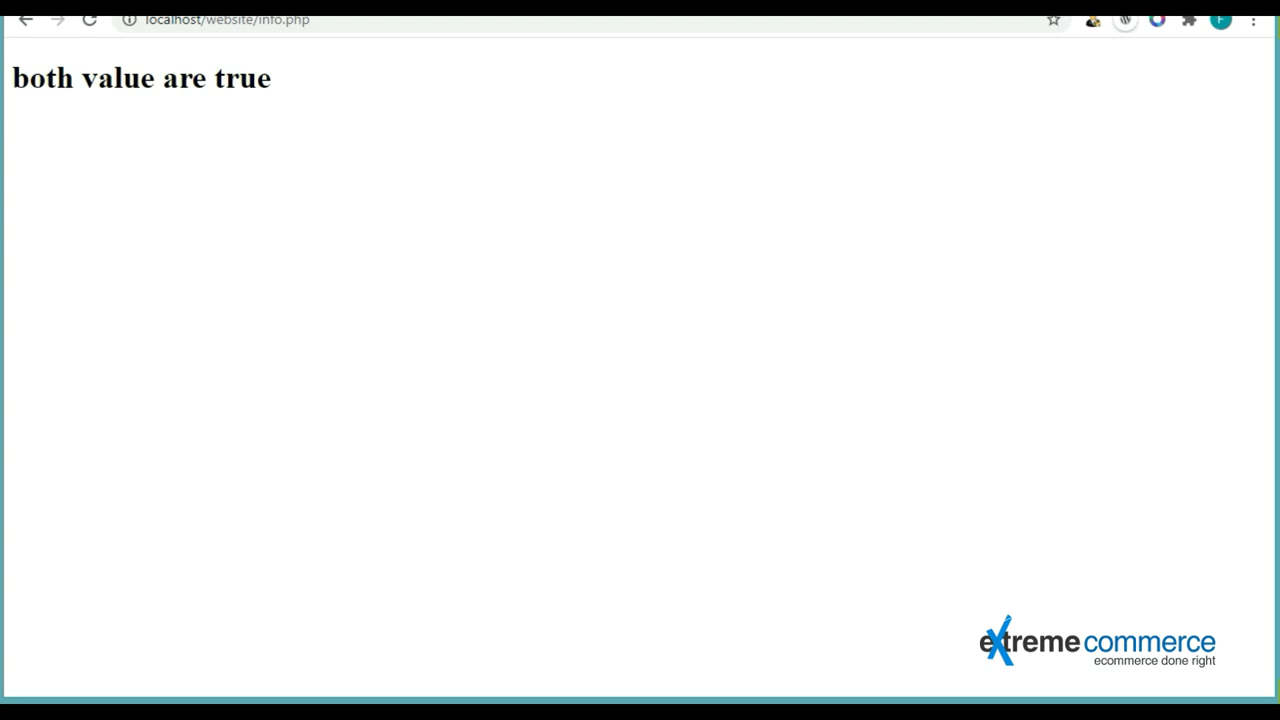 localhost/website/info.php
F
both value are true
extreme commerce
ecommerce done right